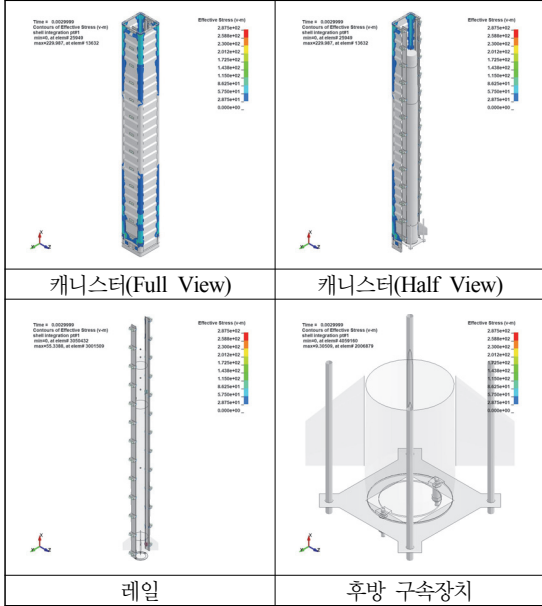 Time = 0.0029999
Contours of Effective Stress (v-m)
shell integration pt#1
min=0, at elem# 25949
max=229.987, at elem# 13632
Effective Stress (v-m)
2.875e+02
2.588e+02
2.300e+02
2.012e+02
1.725e+02
1.438e+02
1.150e+02
8.625e+01
5.750e+01
2.875e+01
0.000e+00
Time = 0.0029999
Contours of Effective Stress (v-m)
shell integration pt#1
min=0, at elem# 25949
max=229.987, at elem# 13632
Effective Stress (v-m)
2.875e+02
2.588e+02
2.300e+02
2.012e+02
1.725e+02
1.438e+02
1.150e+02
8.625e+01
5.750e+01
2.875e+01
0.000e+00
캐니스터(Full View)
캐니스터(Half View)
Time = 0.0029999
Contours of Effective Stress (v-m)
shell integration pt#1
Effective Stress (v-m)
2.875e+02
2.588e+02
2.300e+02
2.012e+02
1.725e+02
1.438e+02
1.150e+02
8.625e+01
5.750e+01
2.875e+01
0.000e+00
Time = 0.0029999
Contours of Effective Stress (v-m)
shell integration pt#1
Effective Stress (v-m)
2.875e+02
2.588e+02
2.300e+02
2.012e+02
1.725e+02
1.438e+02
1.150e+02
8.625e+01
5.750e+01
2.875e+01
0.000e+00
레일
후방 구속장치